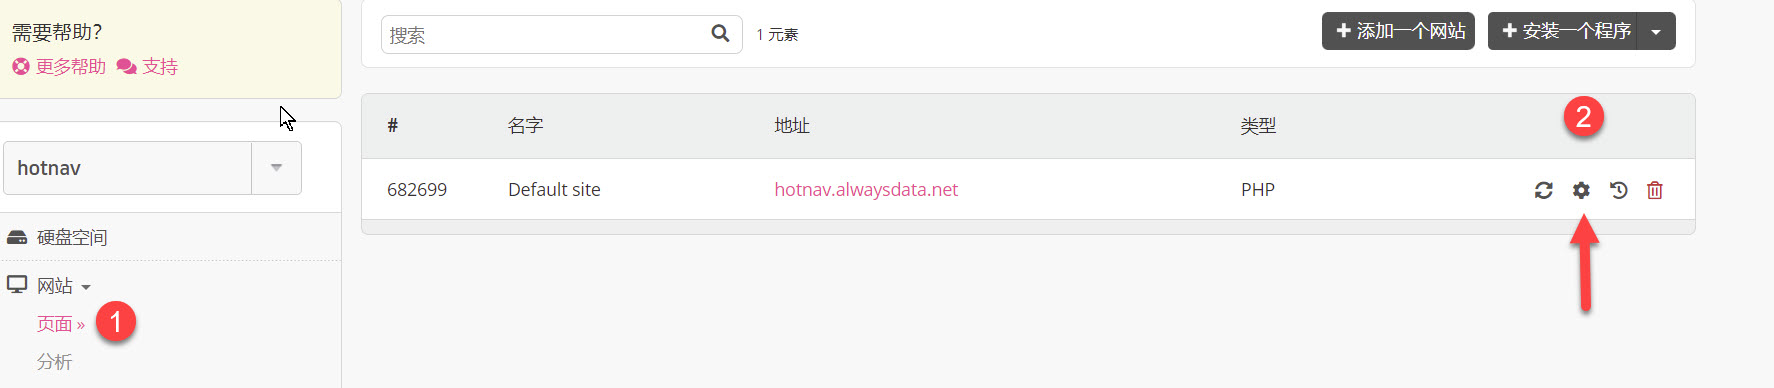 需要帮助?
更多帮助 支持
hotnav
硬盘空间
网站
页面 »
1
分析
搜索
1 元素
添加一个网站
安装一个程序
# 名字 地址 类型
2
682699 Default site hotnav.alwaysdata.net PHP